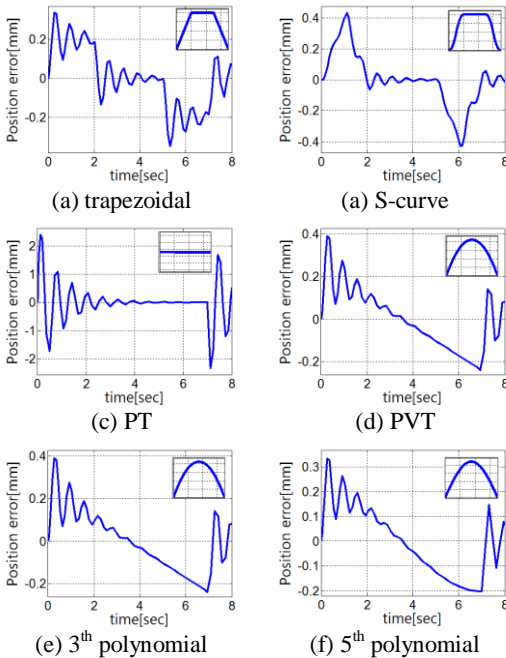 Position error[mm]
0.2
0
-0.2
0 2 4 6 8
time[sec]
(a) trapezoidal
Position error[mm]
0.4
0.2
0
-0.2
-0.4
0 2 4 6 8
time[sec]
(a) S-curve
Position error[mm]
2
1
0
-1
-2
0 2 4 6 8
time[sec]
(c) PT
Position error[mm]
0.4
0.2
0
-0.2
0 2 4 6 8
time[sec]
(d) PVT
Position error[mm]
0.4
0.2
0
-0.2
0 2 4 6 8
time[sec]
(e) 3th polynomial
Position error[mm]
0.3
0.2
0.1
0
-0.1
-0.2
0 2 4 6 8
time[sec]
(f) 5th polynomial